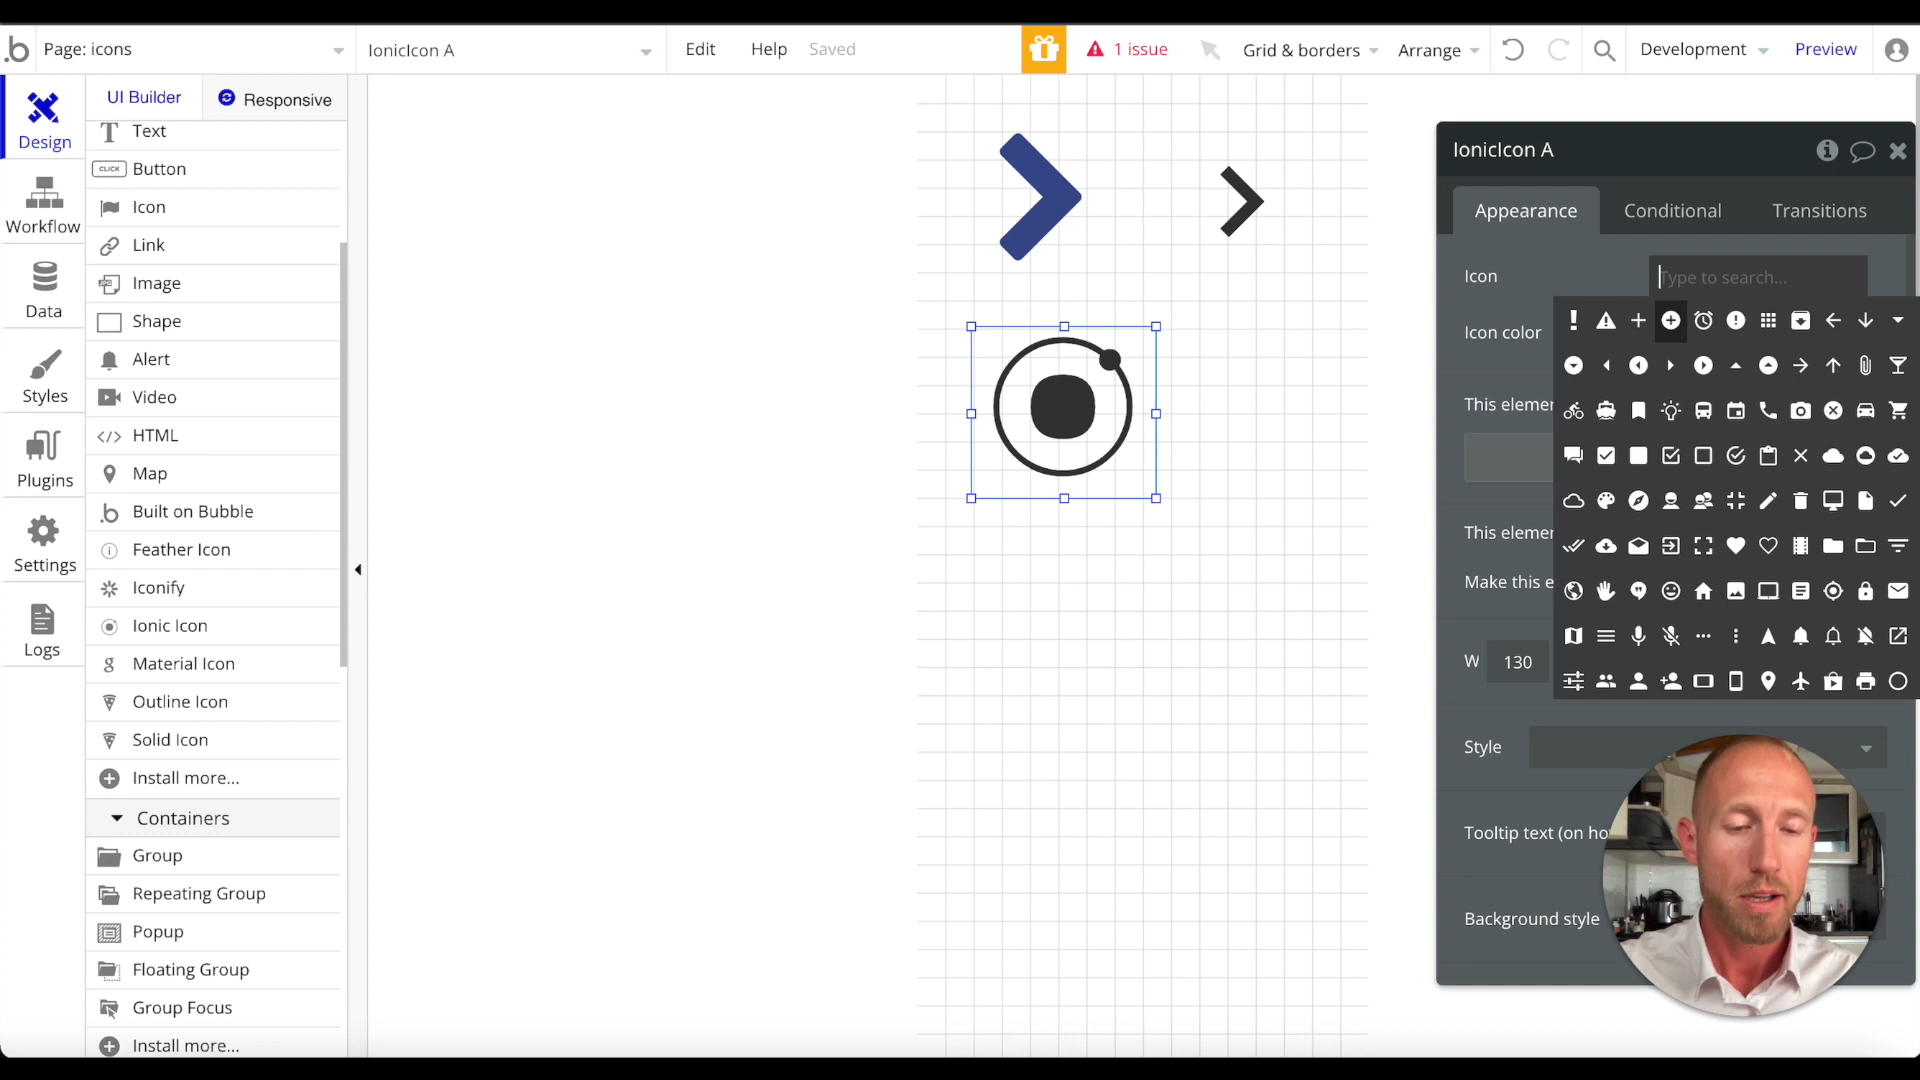 Page: icons
IonicIcon A
Edit
Help
Saved
1 issue
Grid & borders
Arrange
Development
Preview
UI Builder
Responsive
Design
Workflow
Data
Styles
Plugins
Settings
Logs
Text
CLICK
Button
Icon
Link
Image
Shape
Alert
Video
HTML
Map
Built on Bubble
Feather Icon
Iconify
Ionic Icon
Material Icon
Outline Icon
Solid Icon
Install more...
Containers
Group
Repeating Group
Popup
Floating Group
Group Focus
Install more...
IonicIcon A
Appearance
Conditional
Transitions
Icon
Type to search...
Icon color
This elemen
This elemen
Make this e
W
130
Style
Tooltip text (on ho
Background style